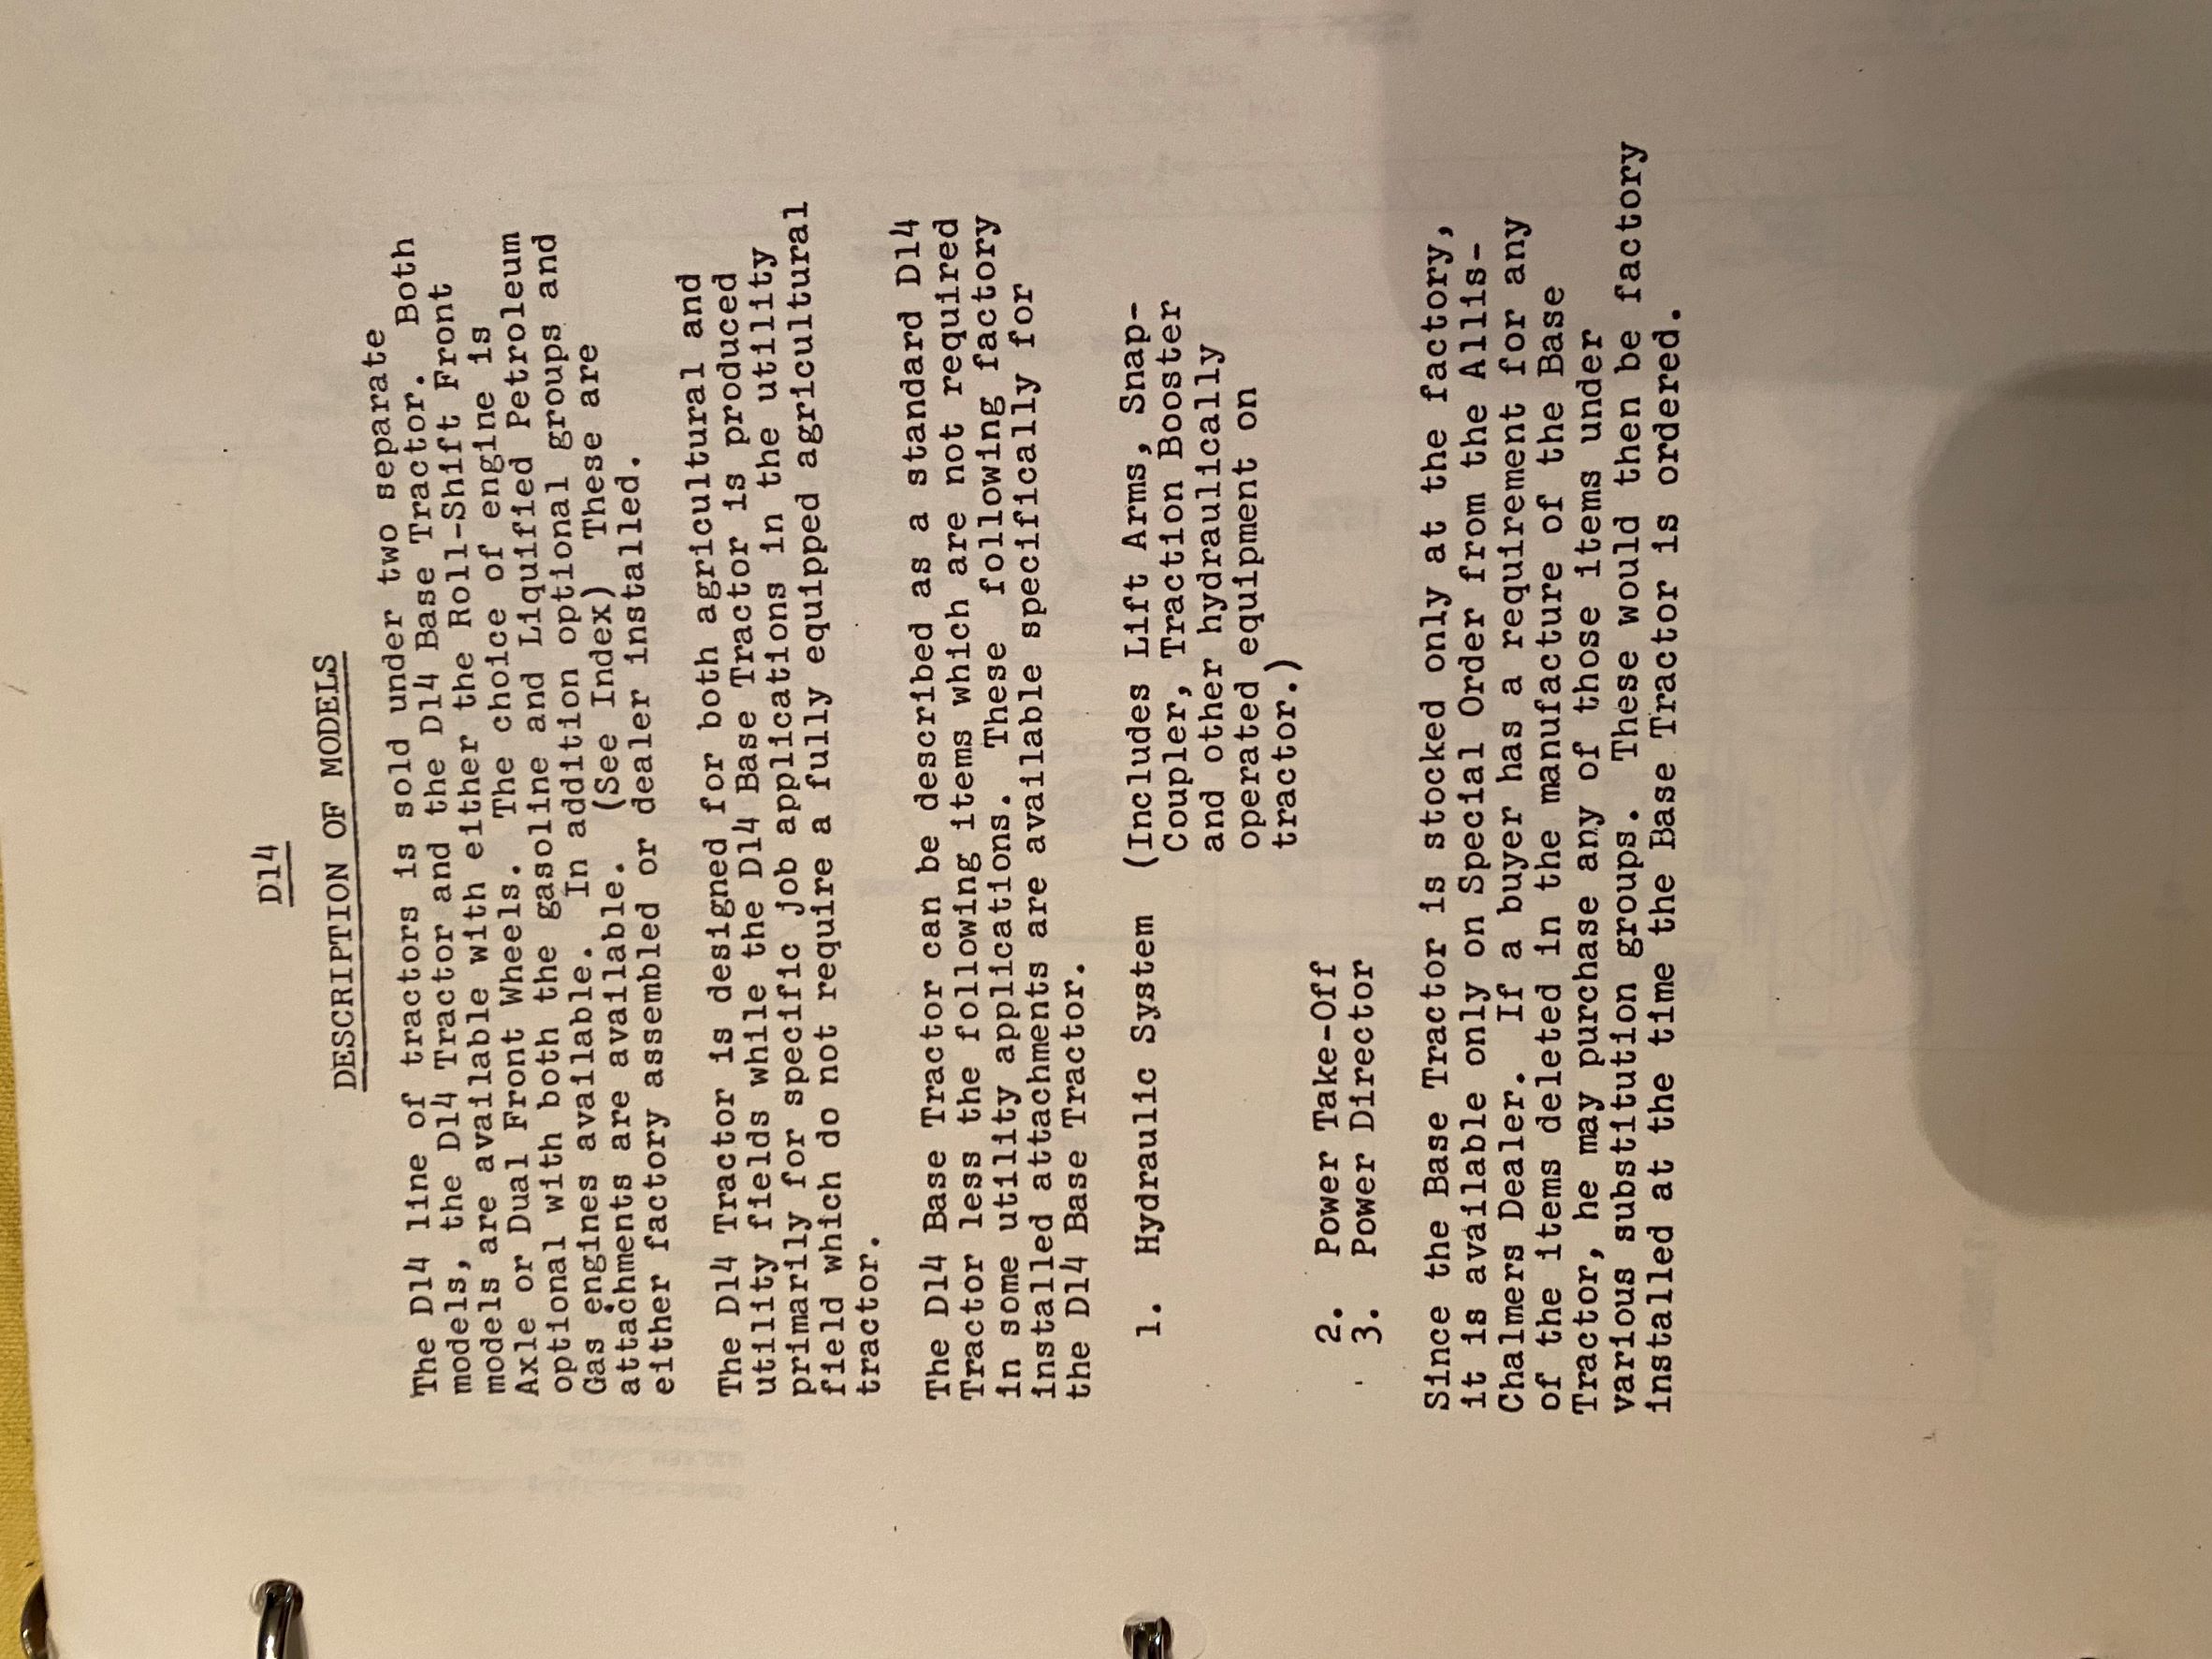 D14
DESCRIPTION OF MODELS
The D14 line of tractors is sold under two separate
models, the D14 Tractor and the D14 Base Tractor. Both
models are available with either the Roll-Shift Front
Axle or Dual Front Wheels. The choice of engine is
optional with both the gasoline and Liquified Petroleum
Gas engines available. In addition optional groups and
attachments are available. (See Index) These are
either factory assembled or dealer installed.
The D14 Tractor is designed for both agricultural and
utility fields while the D14 Base Tractor is produced
primarily for specific job applications in the utility
field which do not require a fully equipped agricultural
tractor.
The D14 Base Tractor can be described as a standard D14
Tractor less the following items which are not required
in some utility applications. These following factory
installed attachments are available specifically for
the D14 Base Tractor.
1. Hydraulic System (Includes Lift Arms, Snap-
Coupler, Traction Booster
and other hydraulically
operated equipment on
tractor.)
2. Power Take-Off
3. Power Director
Since the Base Tractor is stocked only at the factory,
it is available only on Special Order from the Allis-
Chalmers Dealer. If a buyer has a requirement for any
of the items deleted in the manufacture of the Base
Tractor, he may purchase any of those items under
various substitution groups. These would then be factory
installed at the time the Base Tractor is ordered.